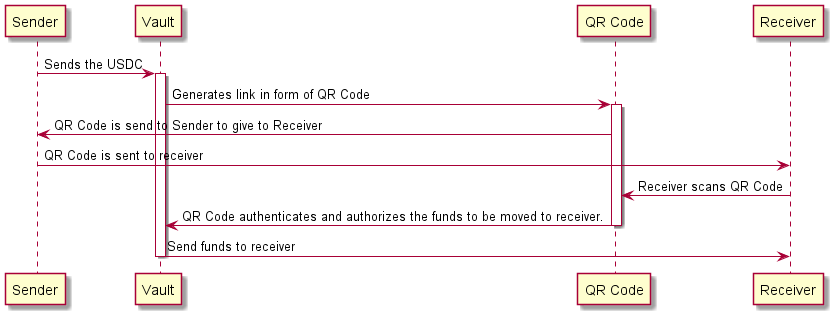 Sender
Vault
QR Code
Receiver
Sends the USDC
Generates link in form of QR Code
QR Code is send to Sender to give to Receiver
QR Code is sent to receiver
Receiver scans QR Code
QR Code authenticates and authorizes the funds to be moved to receiver.
Send funds to receiver
Sender
Vault
QR Code
Receiver